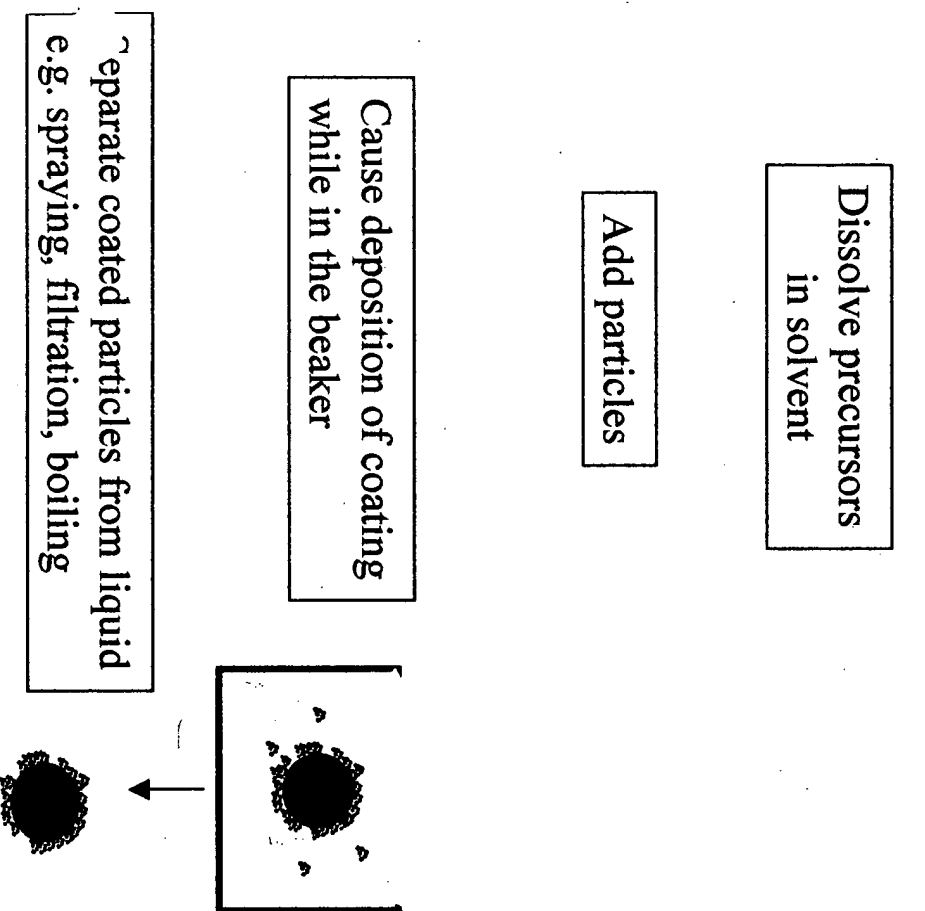 Dissolve precursors
in solvent
Add particles
Cause deposition of coating
while in the beaker
eparate coated particles from liquid
e.g. spraying, filtration, boiling